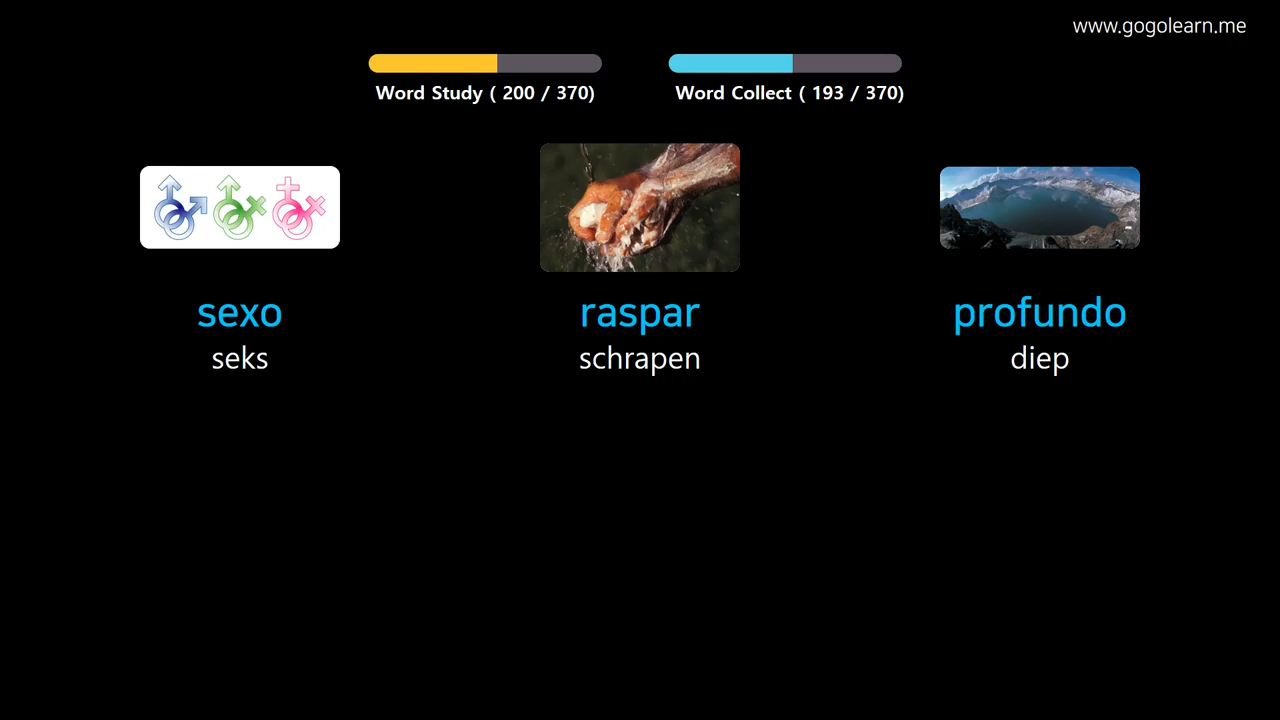 www.gogolearn.me
Word Study ( 200 / 370)
Word Collect ( 193 / 370)
sexo
raspar
profundo
seks
schrapen
diep